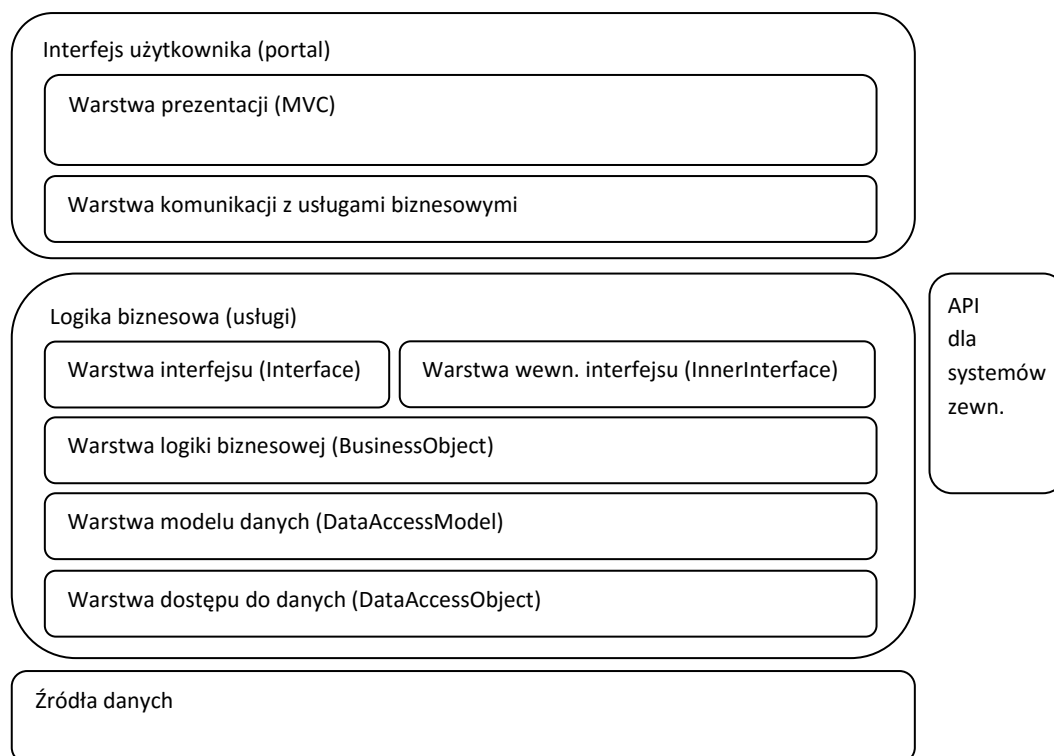 Interfejs użytkownika (portal)
Warstwa prezentacji (MVC)
Warstwa komunikacji z usługami biznesowymi
Logika biznesowa (usługi)
Warstwa interfejsu (Interface)
Warstwa wewn. interfejsu (InnerInterface)
Warstwa logiki biznesowej (BusinessObject)
Warstwa modelu danych (DataAccessModel)
Warstwa dostępu do danych (DataAccessObject)
API
dla
systemów
zewn.
Źródła danych